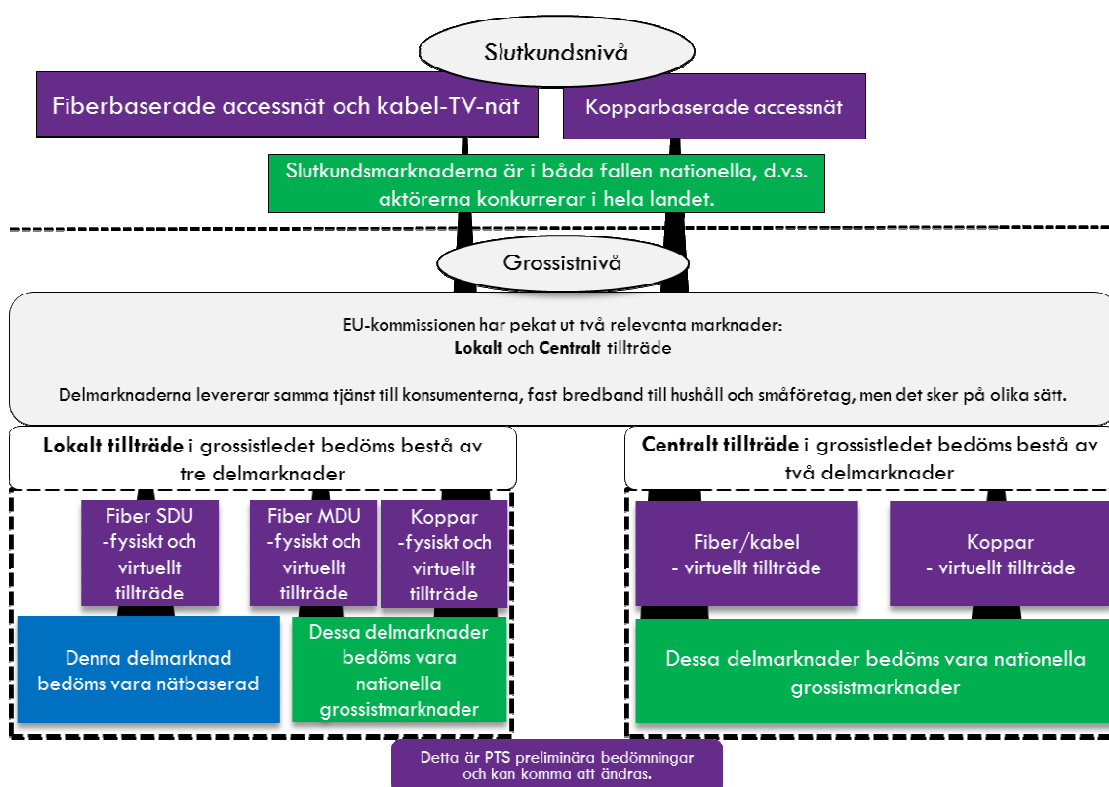 Slutkundsnivå
Fiberbaserade accessnät och kabel-TV-nät
Kopparbaserade accessnät
Slutkundsmarknaderna är i båda fallen nationella, d.v.s.
aktörerna konkurrerar i hela landet.
Grossistnivå
EU-kommissionen har pekat ut två relevanta marknader:
Lokalt och Centralt tillträde
Delmarknaderna levererar samma tjänst till konsumenterna, fast bredband till hushåll och småföretag, men det sker på olika sätt.
Lokalt tillträde i grossistledet bedöms bestå av
tre delmarknader
Fiber SDU
-fysiskt och
virtuellt
tillträde
Fiber MDU
-fysiskt och
virtuellt
tillträde
Koppar
-fysiskt och
virtuellt
tillträde
Denna delmarknad
bedöms vara nätbaserad
Dessa delmarknader
bedöms vara
nationella
grossistmarknader
Centralt tillträde i grossistledet bedöms bestå av
två delmarknader
Fiber/kabel
- virtuellt tillträde
Koppar
- virtuellt tillträde
Dessa delmarknader bedöms vara nationella
grossistmarknader
Detta är PTS preliminära bedömningar
och kan komma att ändras.